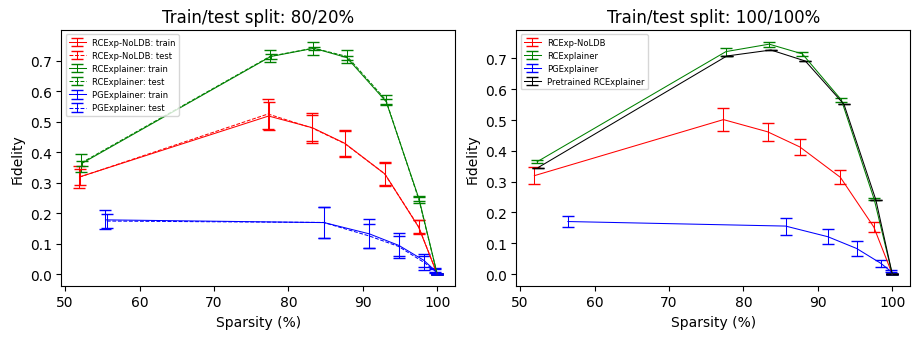 Train/test split: 80/20%
RCExp-NoLDB: train
RCExp-NoLDB: test
RCExplainer: train
RCExplainer: test
PGExplainer: train
PGExplainer: test
Fidelity
0.7
0.6
0.5
0.4
0.3
0.2
0.1
0.0
50
60
70
80
90
100
Sparsity (%)
Train/test split: 100/100%
RCExp-NoLDB
RCExplainer
PGExplainer
Pretrained RCExplainer
Fidelity
0.7
0.6
0.5
0.4
0.3
0.2
0.1
0.0
50
60
70
80
90
100
Sparsity (%)